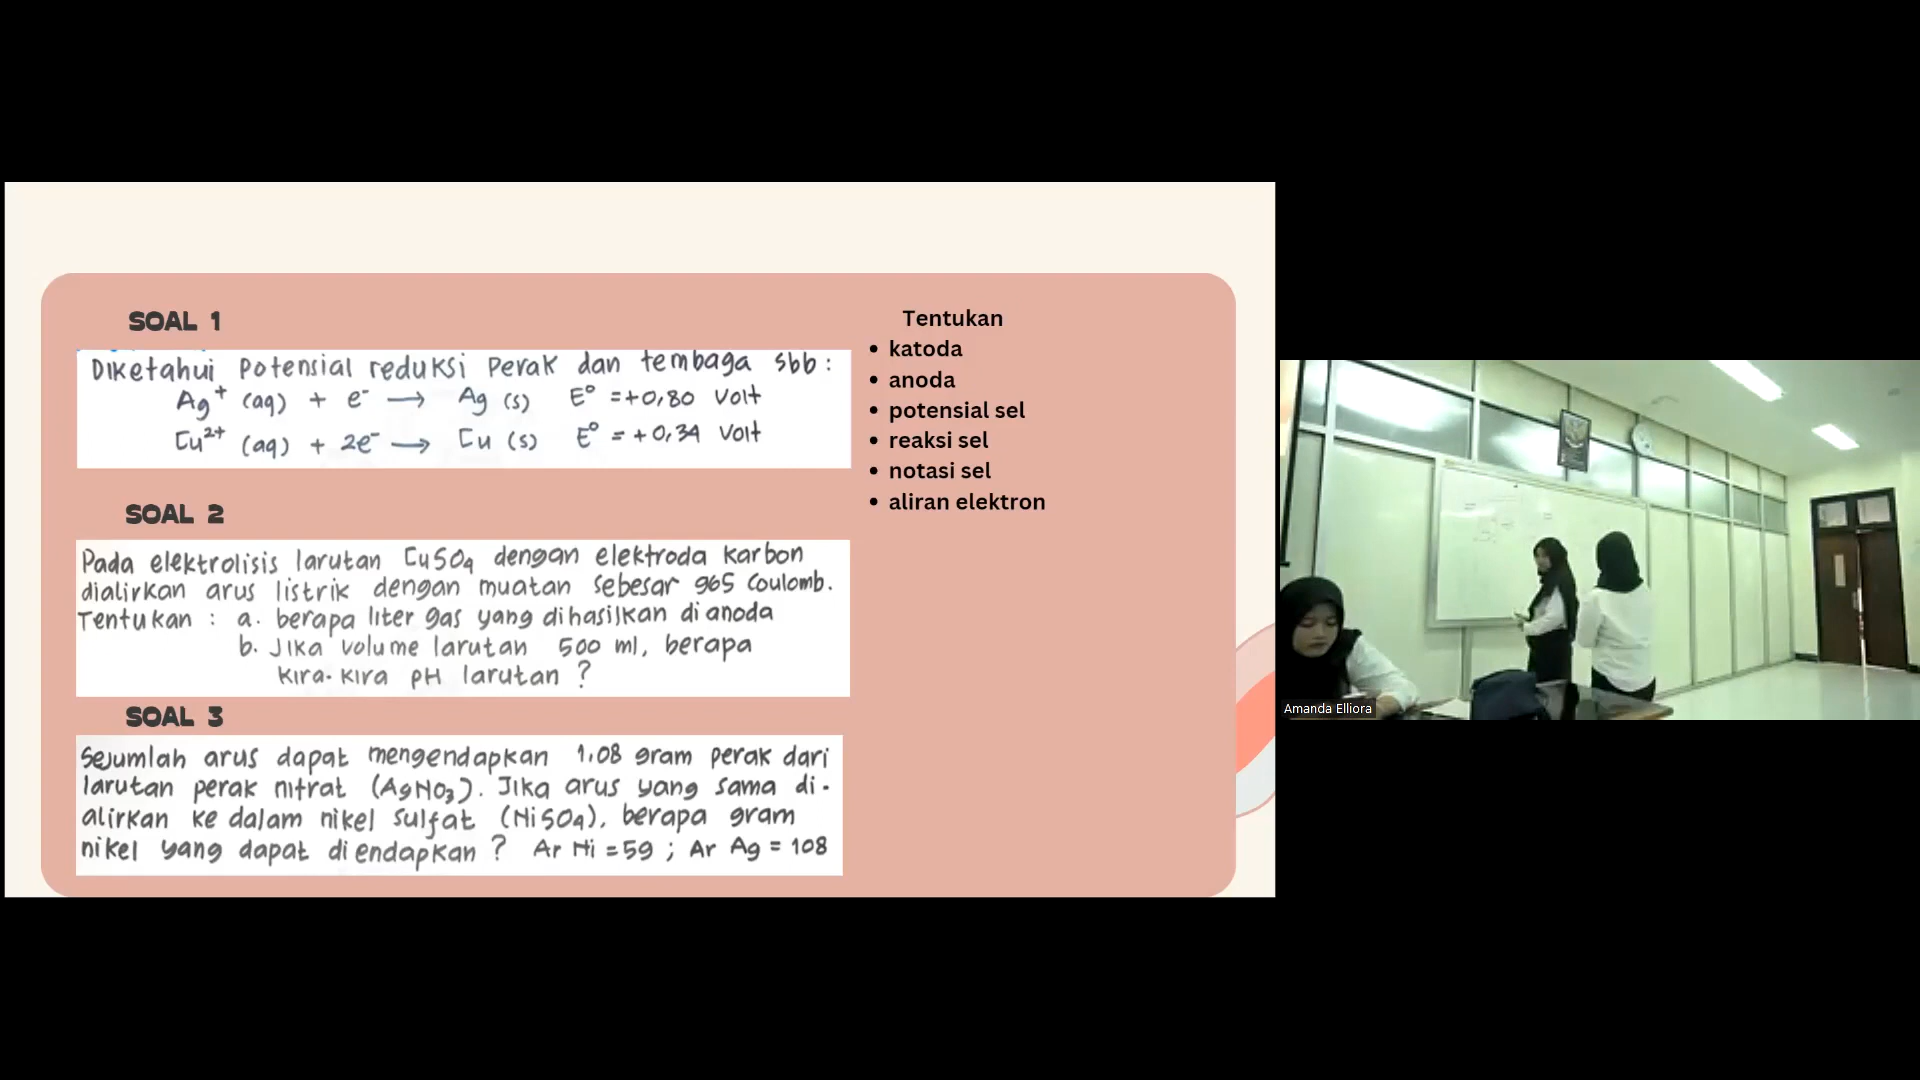 SOAL 1
Diketahui Potensial reduksi Perak dan tembaga sbb :
Ag⁺ (aq) + e⁻ → Ag (s) E° = +0,80 Volt
Cu²⁺ (aq) + 2e⁻ → Cu (s) E° = +0,34 Volt
SOAL 2
Pada elektrolisis larutan CuSO₄ dengan elektroda karbon
dialirkan arus listrik dengan muatan sebesar 965 Coulomb.
Tentukan : a. berapa liter gas yang dihasilkan di anoda
b. Jika volume larutan 500 ml, berapa
kira-kira pH larutan ?
SOAL 3
Sejumlah arus dapat mengendapkan 1,08 gram perak dari
larutan perak nitrat (AgNO₃). Jika arus yang sama di-
alirkan ke dalam nikel sulfat (NiSO₄), berapa gram
nikel yang dapat diendapkan ? Ar Ni = 59 ; Ar Ag = 108
Tentukan
• katoda
• anoda
• potensial sel
• reaksi sel
• notasi sel
• aliran elektron
Amanda Elliora